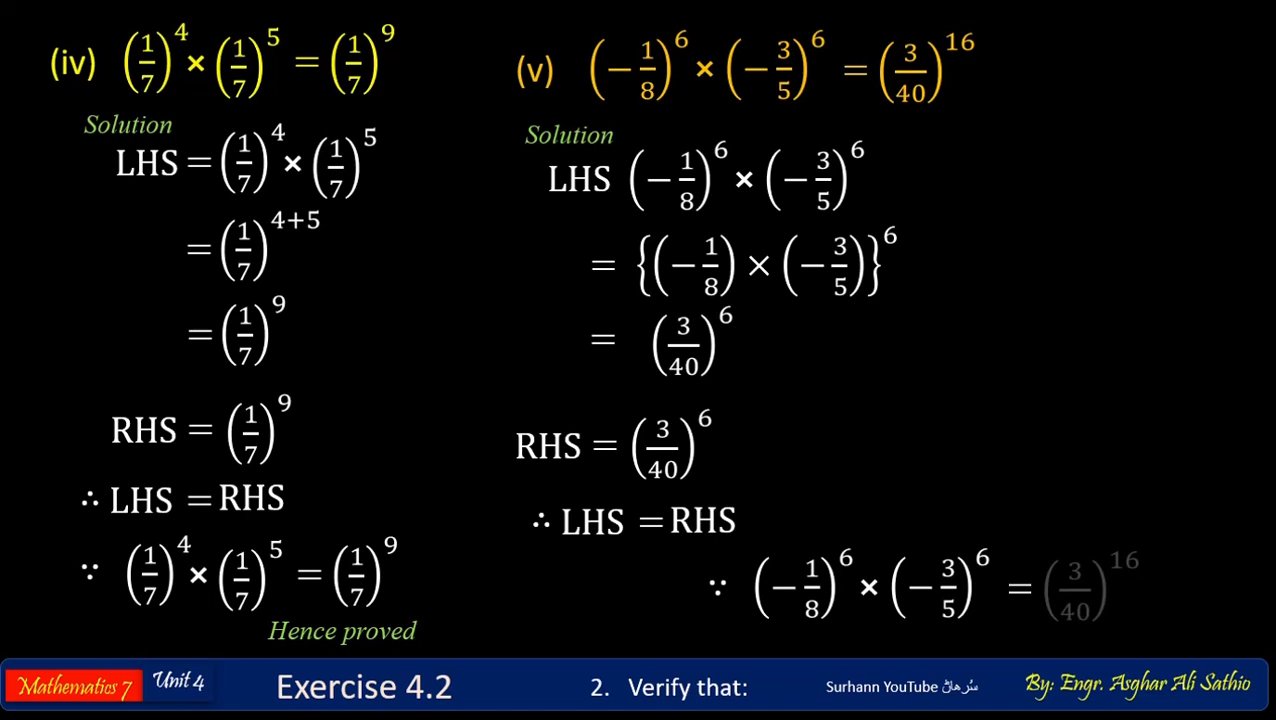 (iv) (1/7)^4 × (1/7)^5 = (1/7)^9
Solution
LHS = (1/7)^4 × (1/7)^5
= (1/7)^(4+5)
= (1/7)^9
RHS = (1/7)^9
∴ LHS = RHS
∵ (1/7)^4 × (1/7)^5 = (1/7)^9
Hence proved
(v) (−1/8)^6 × (−3/5)^6 = (3/40)^16
Solution
LHS (−1/8)^6 × (−3/5)^6
= {(−1/8) × (−3/5)}^6
= (3/40)^6
RHS = (3/40)^6
∴ LHS = RHS
∵ (−1/8)^6 × (−3/5)^6 = (3/40)^16
Mathematics 7 Unit 4 Exercise 4.2 2. Verify that: Surhann YouTube سُرهاڻ By: Engr. Asghar Ali Sathio